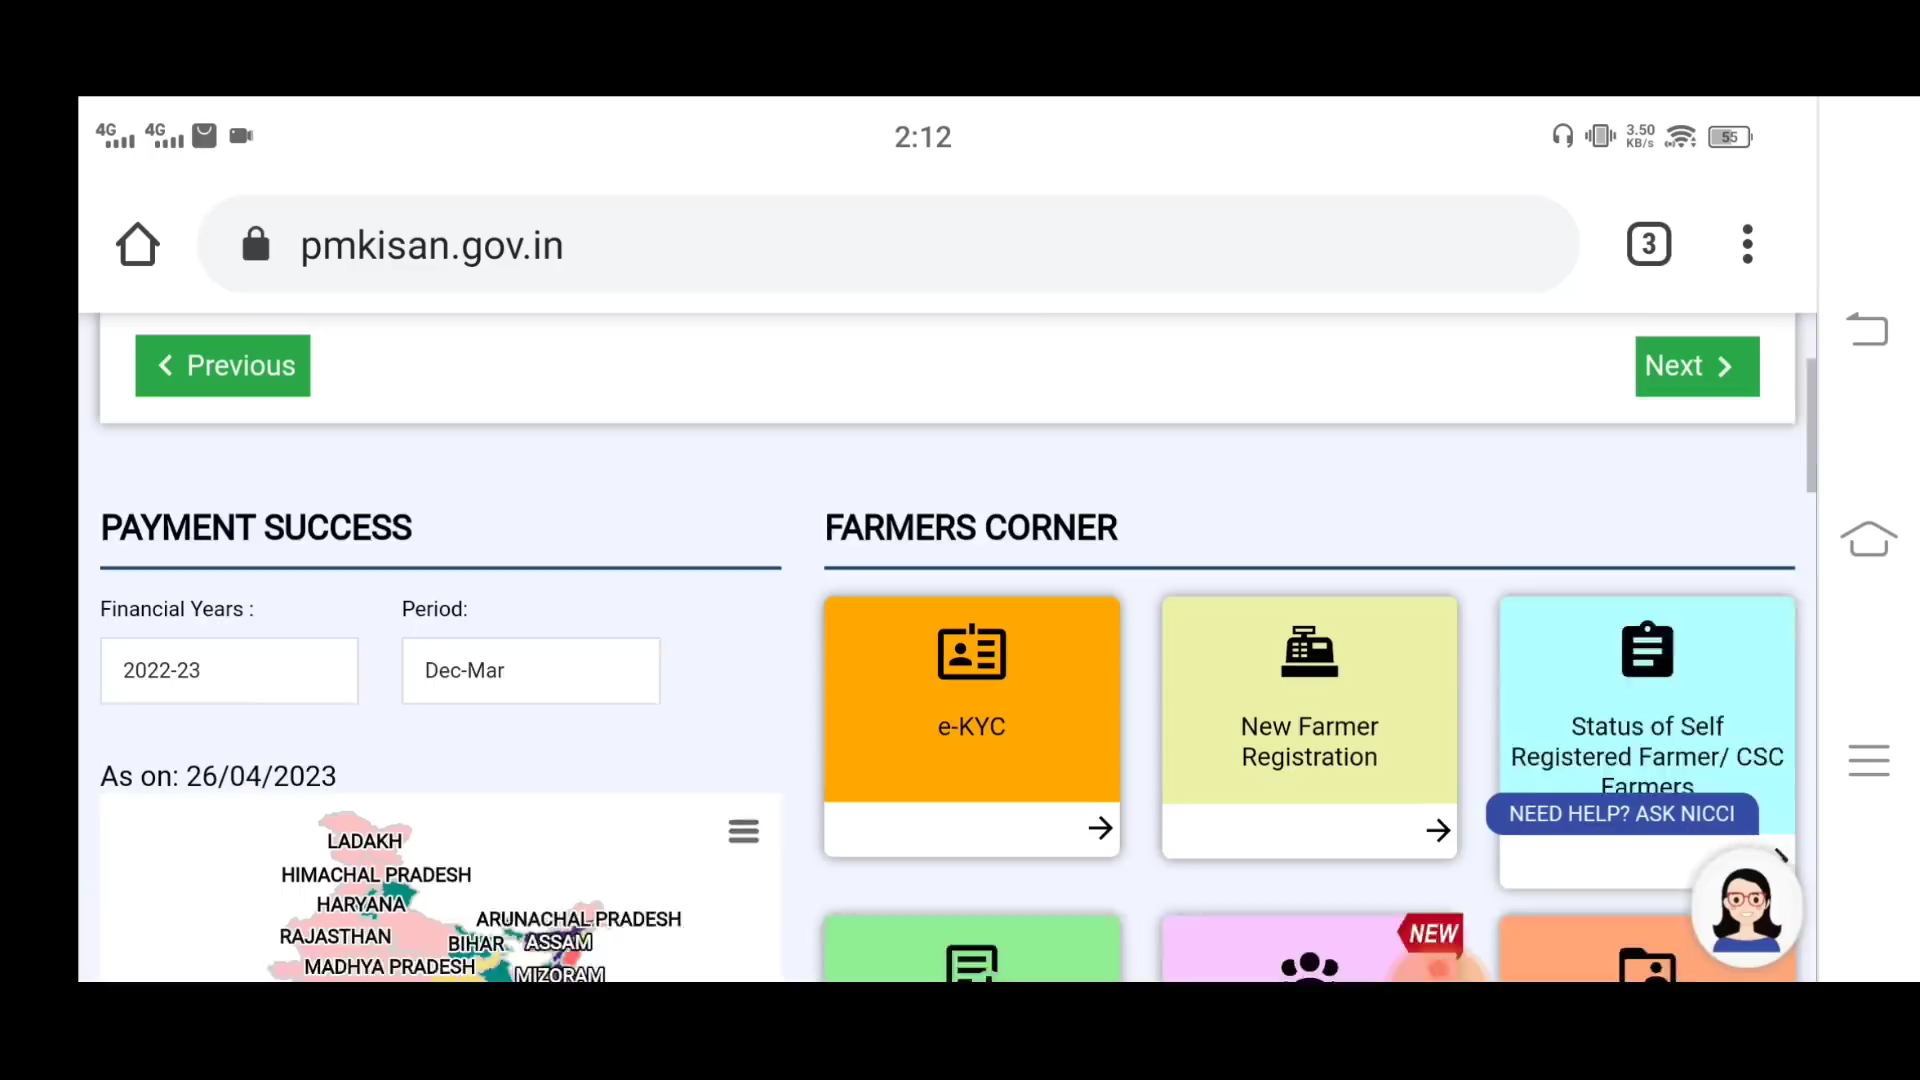 4G 4G
2:12
3.50
KB/s
55
pmkisan.gov.in
3
Previous
Next
PAYMENT SUCCESS
Financial Years :
Period:
2022-23
Dec-Mar
As on: 26/04/2023
LADAKH
HIMACHAL PRADESH
HARYANA
ARUNACHAL PRADESH
RAJASTHAN
BIHAR
ASSAM
MADHYA PRADESH
MIZORAM
FARMERS CORNER
e-KYC
New Farmer
Registration
Status of Self
Registered Farmer/ CSC
Farmers
NEED HELP? ASK NICCI
NEW